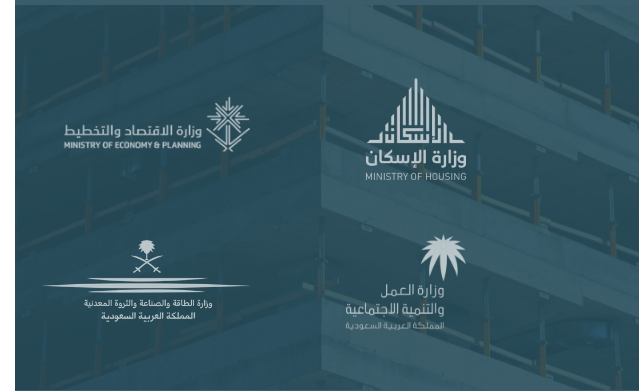 وزارة الاقتصاد والتخطيط
MINISTRY OF ECONOMY & PLANNING
الإسكان
وزارة الإسكان
MINISTRY OF HOUSING
وزارة الطاقة والصناعة والثروة المعدنية
المملكة العربية السعودية
وزارة العمل
والتنمية الاجتماعية
المملكة العربية السعودية